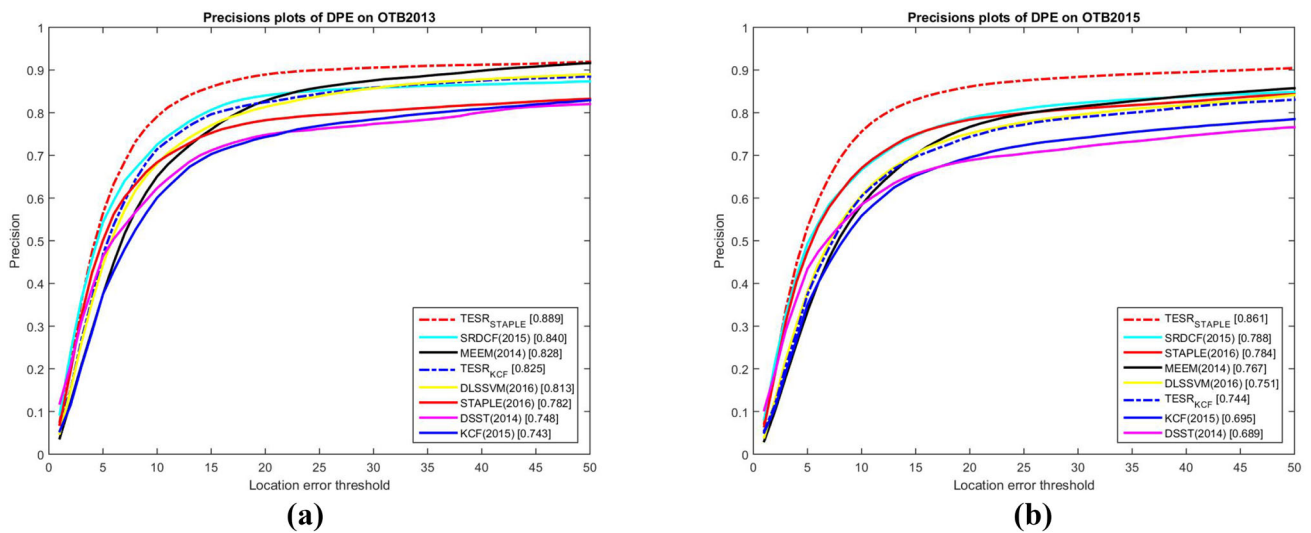 Precisions plots of DPE on OTB2013
1
0.9
0.8
0.7
0.6
0.5
0.4
0.3
0.2
0.1
0
Precision
TESR_STAPLE [0.889]
SRDCF(2015) [0.840]
MEEM(2014) [0.828]
TESR_KCF [0.825]
DLSSVM(2016) [0.813]
STAPLE(2016) [0.782]
DSST(2014) [0.748]
KCF(2015) [0.743]
0 5 10 15 20 25 30 35 40 45 50
Location error threshold
(a)
Precisions plots of DPE on OTB2015
1
0.9
0.8
0.7
0.6
0.5
0.4
0.3
0.2
0.1
0
Precision
TESR_STAPLE [0.861]
SRDCF(2015) [0.788]
STAPLE(2016) [0.784]
MEEM(2014) [0.767]
DLSSVM(2016) [0.751]
TESR_KCF [0.744]
KCF(2015) [0.695]
DSST(2014) [0.689]
0 5 10 15 20 25 30 35 40 45 50
Location error threshold
(b)